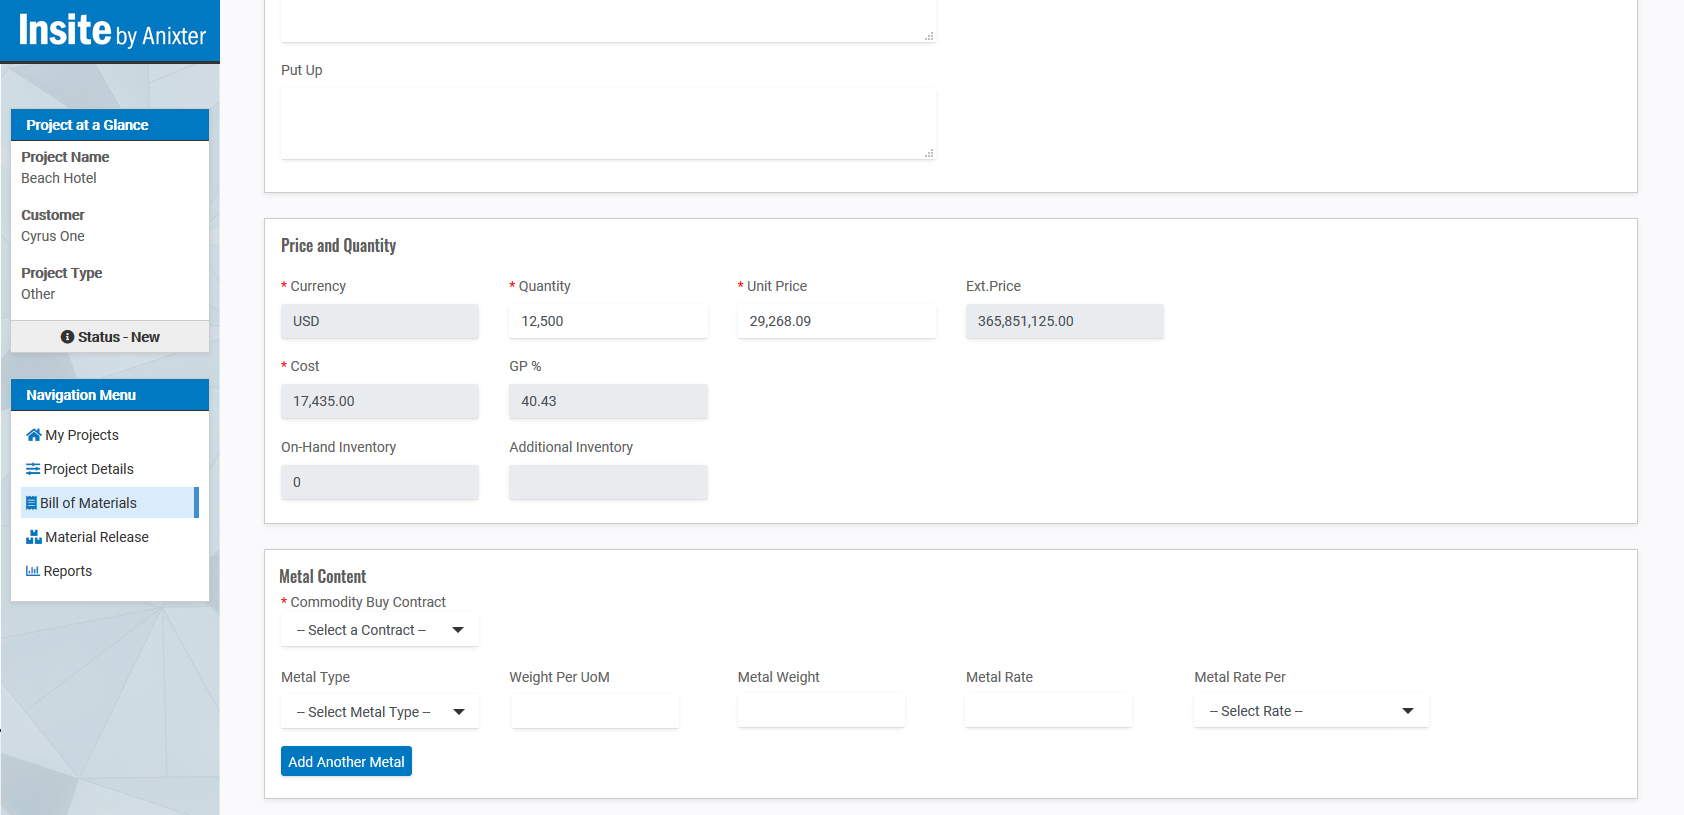 Insite by Anixter
Project at a Glance
Project Name
Beach Hotel
Customer
Cyrus One
Project Type
Other
Status - New
Navigation Menu
My Projects
Project Details
Bill of Materials
Material Release
Reports
Put Up
Price and Quantity
* Currency * Quantity * Unit Price Ext.Price
USD 12,500 29,268.09 365,851,125.00
* Cost GP %
17,435.00 40.43
On-Hand Inventory Additional Inventory
0
Metal Content
* Commodity Buy Contract
-- Select a Contract --
Metal Type Weight Per UoM Metal Weight Metal Rate Metal Rate Per
-- Select Metal Type -- -- Select Rate --
Add Another Metal